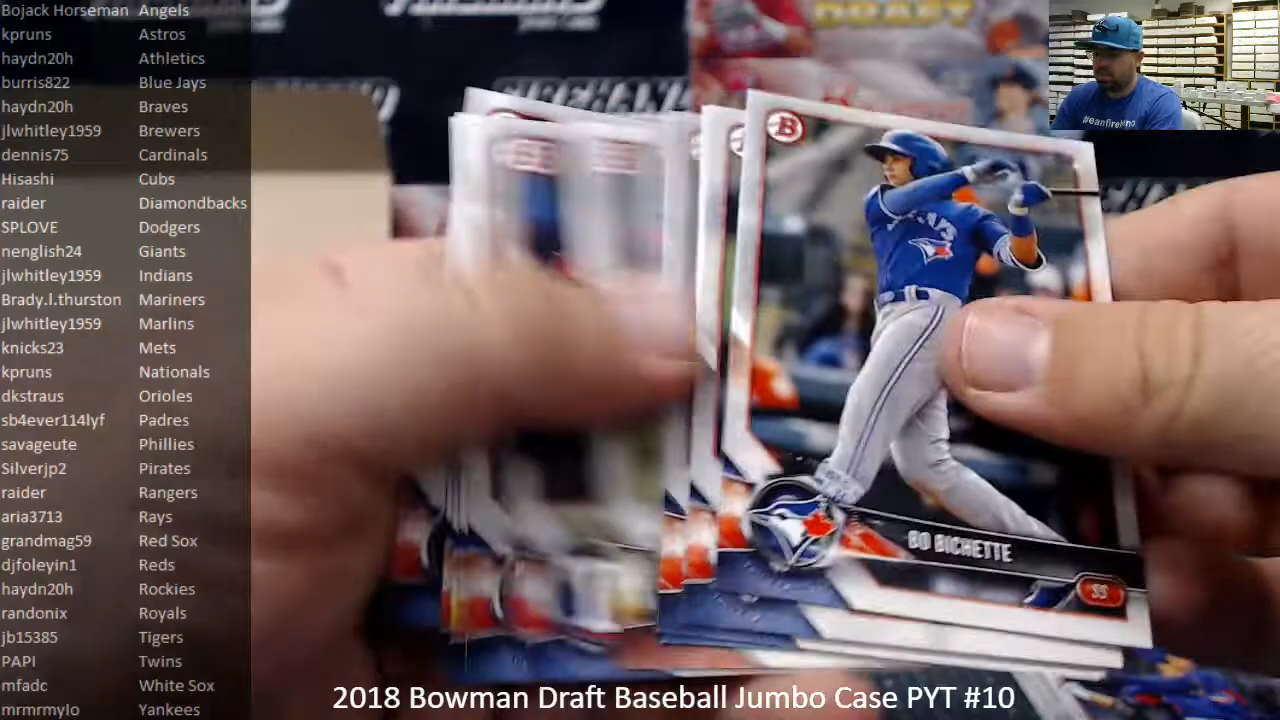 Bojack Horseman Angels
kpruns Astros
haydn20h Athletics
burris822 Blue Jays
haydn20h Braves
jlwhitley1959 Brewers
dennis75 Cardinals
Hisashi Cubs
raider Diamondbacks
SPLOVE Dodgers
nenglish24 Giants
jlwhitley1959 Indians
Brady.l.thurston Mariners
jlwhitley1959 Marlins
knicks23 Mets
kpruns Nationals
dkstraus Orioles
sb4ever114lyf Padres
savageute Phillies
Silverjp2 Pirates
raider Rangers
aria3713 Rays
grandmag59 Red Sox
djfoleyin1 Reds
haydn20h Rockies
randonix Royals
jb15385 Tigers
PAPI Twins
mfadc White Sox
mrmrmylo Yankees
DRAFT
B
BO BICHETTE
2018 Bowman Draft Baseball Jumbo Case PYT #10